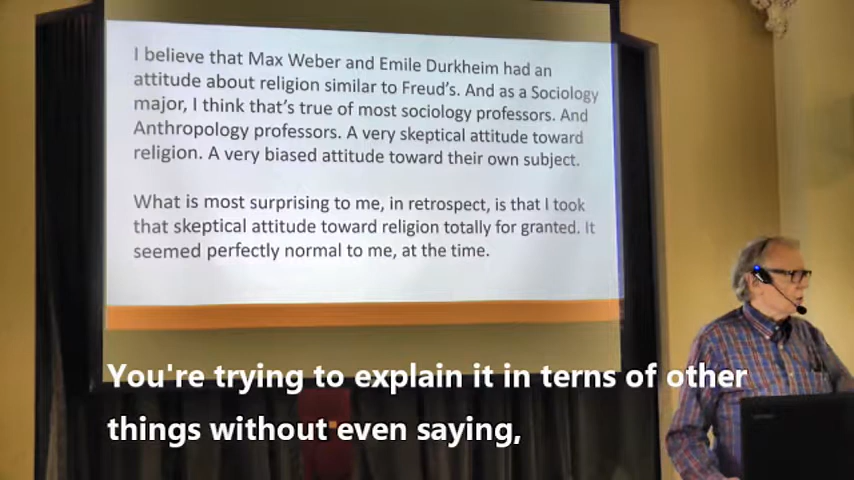 I believe that Max Weber and Emile Durkheim had an
attitude about religion similar to Freud's. And as a Sociology
major, I think that's true of most sociology professors. And
Anthropology professors. A very skeptical attitude toward
religion. A very biased attitude toward their own subject.
What is most surprising to me, in retrospect, is that I took
that skeptical attitude toward religion totally for granted. It
seemed perfectly normal to me, at the time.
You're trying to explain it in terns of other
things without even saying,